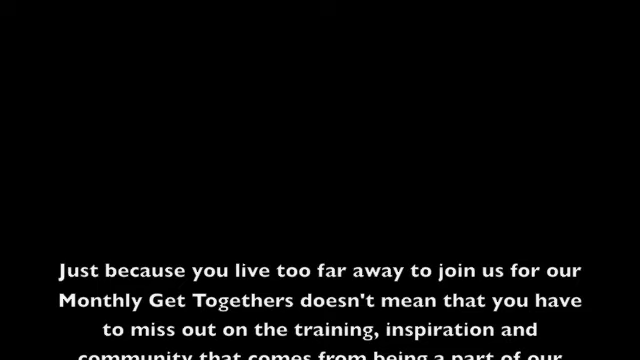 Just because you live too far away to join us for our
Monthly Get Togethers doesn't mean that you have
to miss out on the training, inspiration and
community that comes from being a part of our